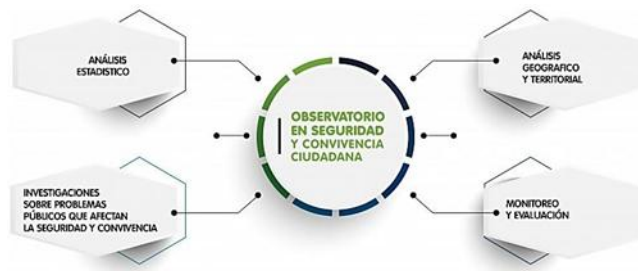 ANÁLISIS
ESTADISTICO
ANÁLISIS
GEOGRAFICO
Y TERRITORIAL
OBSERVATORIO
EN SEGURIDAD
Y CONVIVENCIA
CIUDADANA
INVESTIGACIONES
SOBRE PROBLEMAS
PÚBLICOS QUE AFECTAN
LA SEGURIDAD Y CONVIVENCIA
MONITOREO
Y EVALUACIÓN